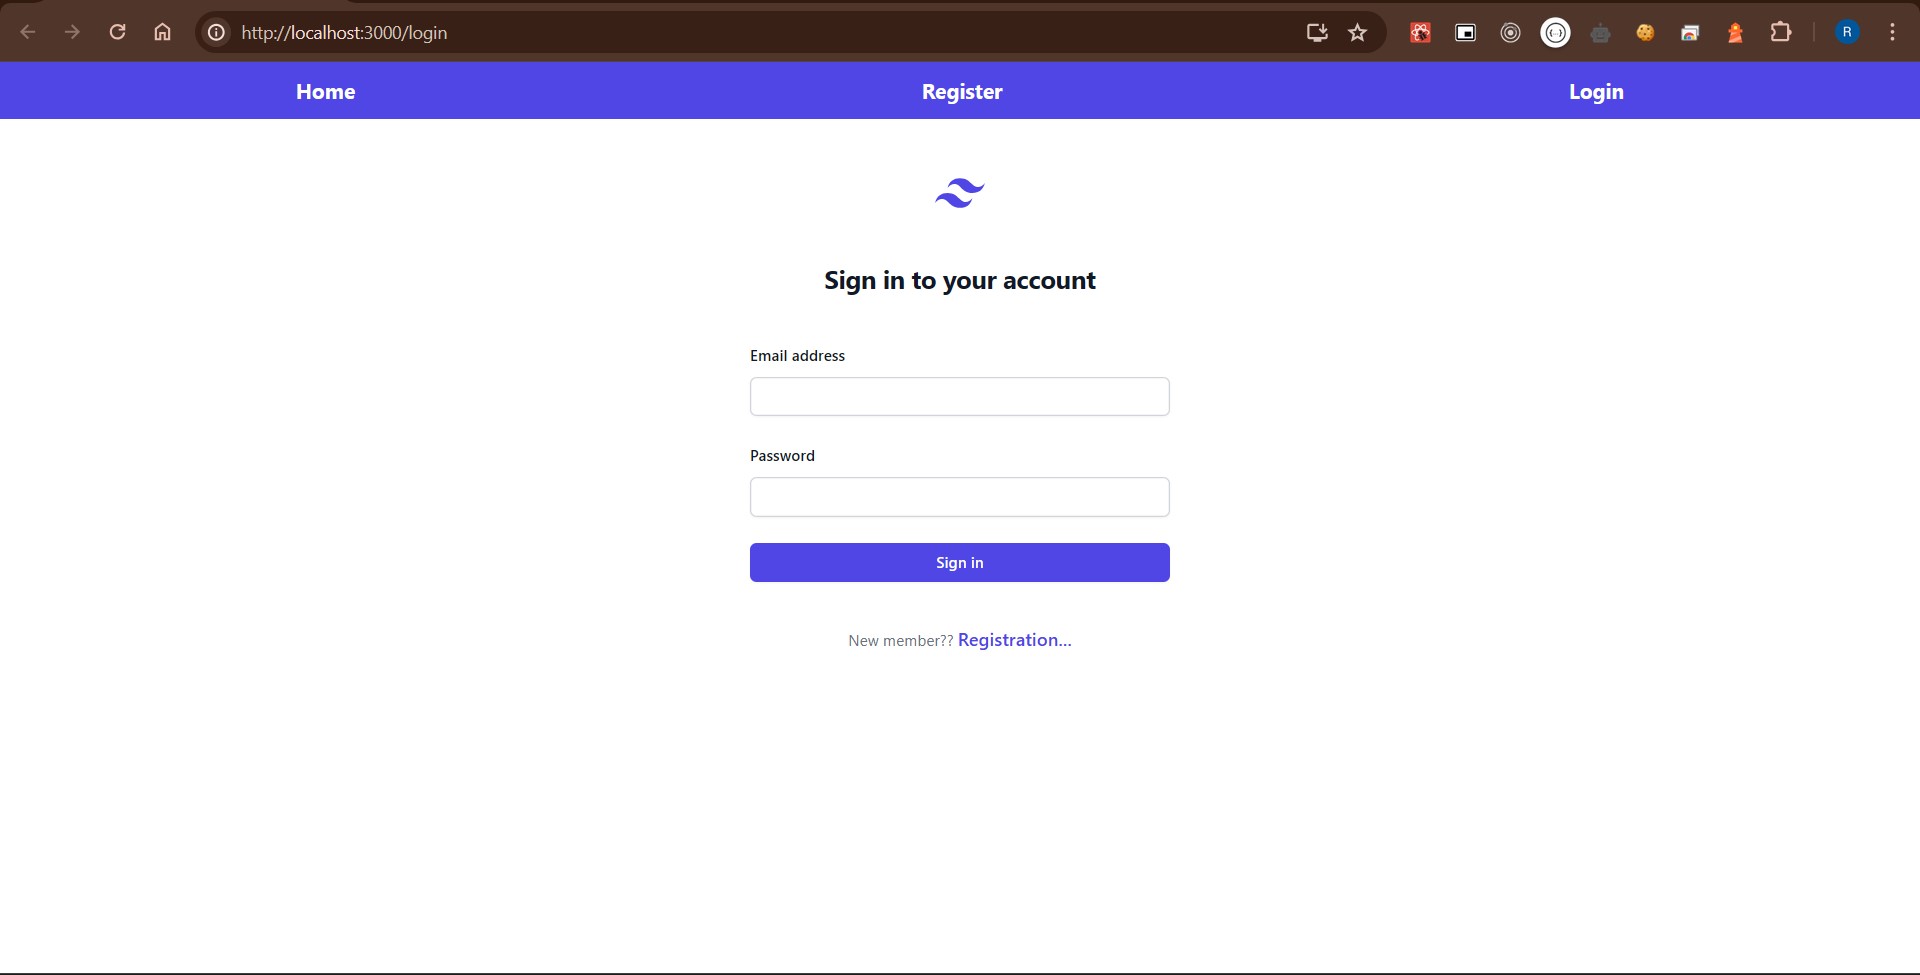 http://localhost:3000/login
R
Home Register Login
Sign in to your account
Email address
Password
Sign in
New member?? Registration...